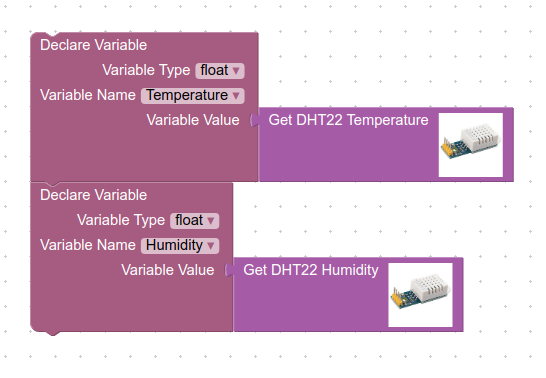 Declare Variable
Variable Type float
Variable Name Temperature
Variable Value Get DHT22 Temperature
Declare Variable
Variable Type float
Variable Name Humidity
Variable Value Get DHT22 Humidity